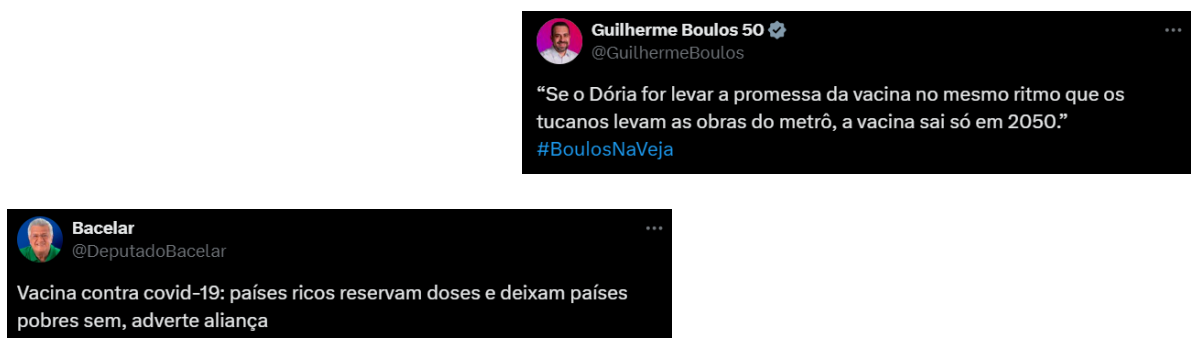 Guilherme Boulos 50
@GuilhermeBoulos
“Se o Dória for levar a promessa da vacina no mesmo ritmo que os
tucanos levam as obras do metrô, a vacina sai só em 2050.”
#BoulosNaVeja
Bacelar
@DeputadoBacelar
Vacina contra covid-19: países ricos reservam doses e deixam países
pobres sem, adverte aliança